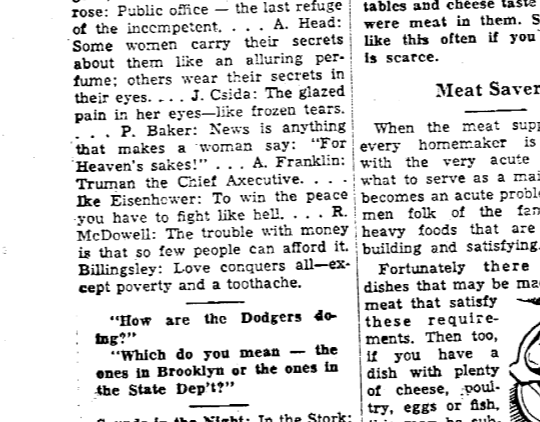 rose: Public office — the last refuge
of the incompetent. . . . A. Head:
Some women carry their secrets
about them like an alluring per-
fume; others wear their secrets in
their eyes. . . . J. Csida: The glazed
pain in her eyes—like frozen tears.
. . . P. Baker: News is anything
that makes a woman say: "For
Heaven's sakes!" . . . A. Franklin:
Truman the Chief Axecutive. . . .
Ike Eisenhower: To win the peace
you have to fight like hell. . . . R.
McDowell: The trouble with money
is that so few people can afford it.
Billingsley: Love conquers all—ex-
cept poverty and a toothache.
"How are the Dodgers do-
ing?"
"Which do you mean — the
ones in Brooklyn or the ones in
the State Dep't?"
in the Night: In the Stork:
tables and cheese taste
were meat in them. S
like this often if you
is scarce.
Meat Saver
When the meat supp
every homemaker is
with the very acute
what to serve as a mai
becomes an acute proble
men folk of the fam
heavy foods that are
building and satisfying.
Fortunately there
dishes that may be ma
meat that satisfy
these require-
ments. Then too,
if you have a
dish with plenty
of cheese, poul-
try, eggs or fish,